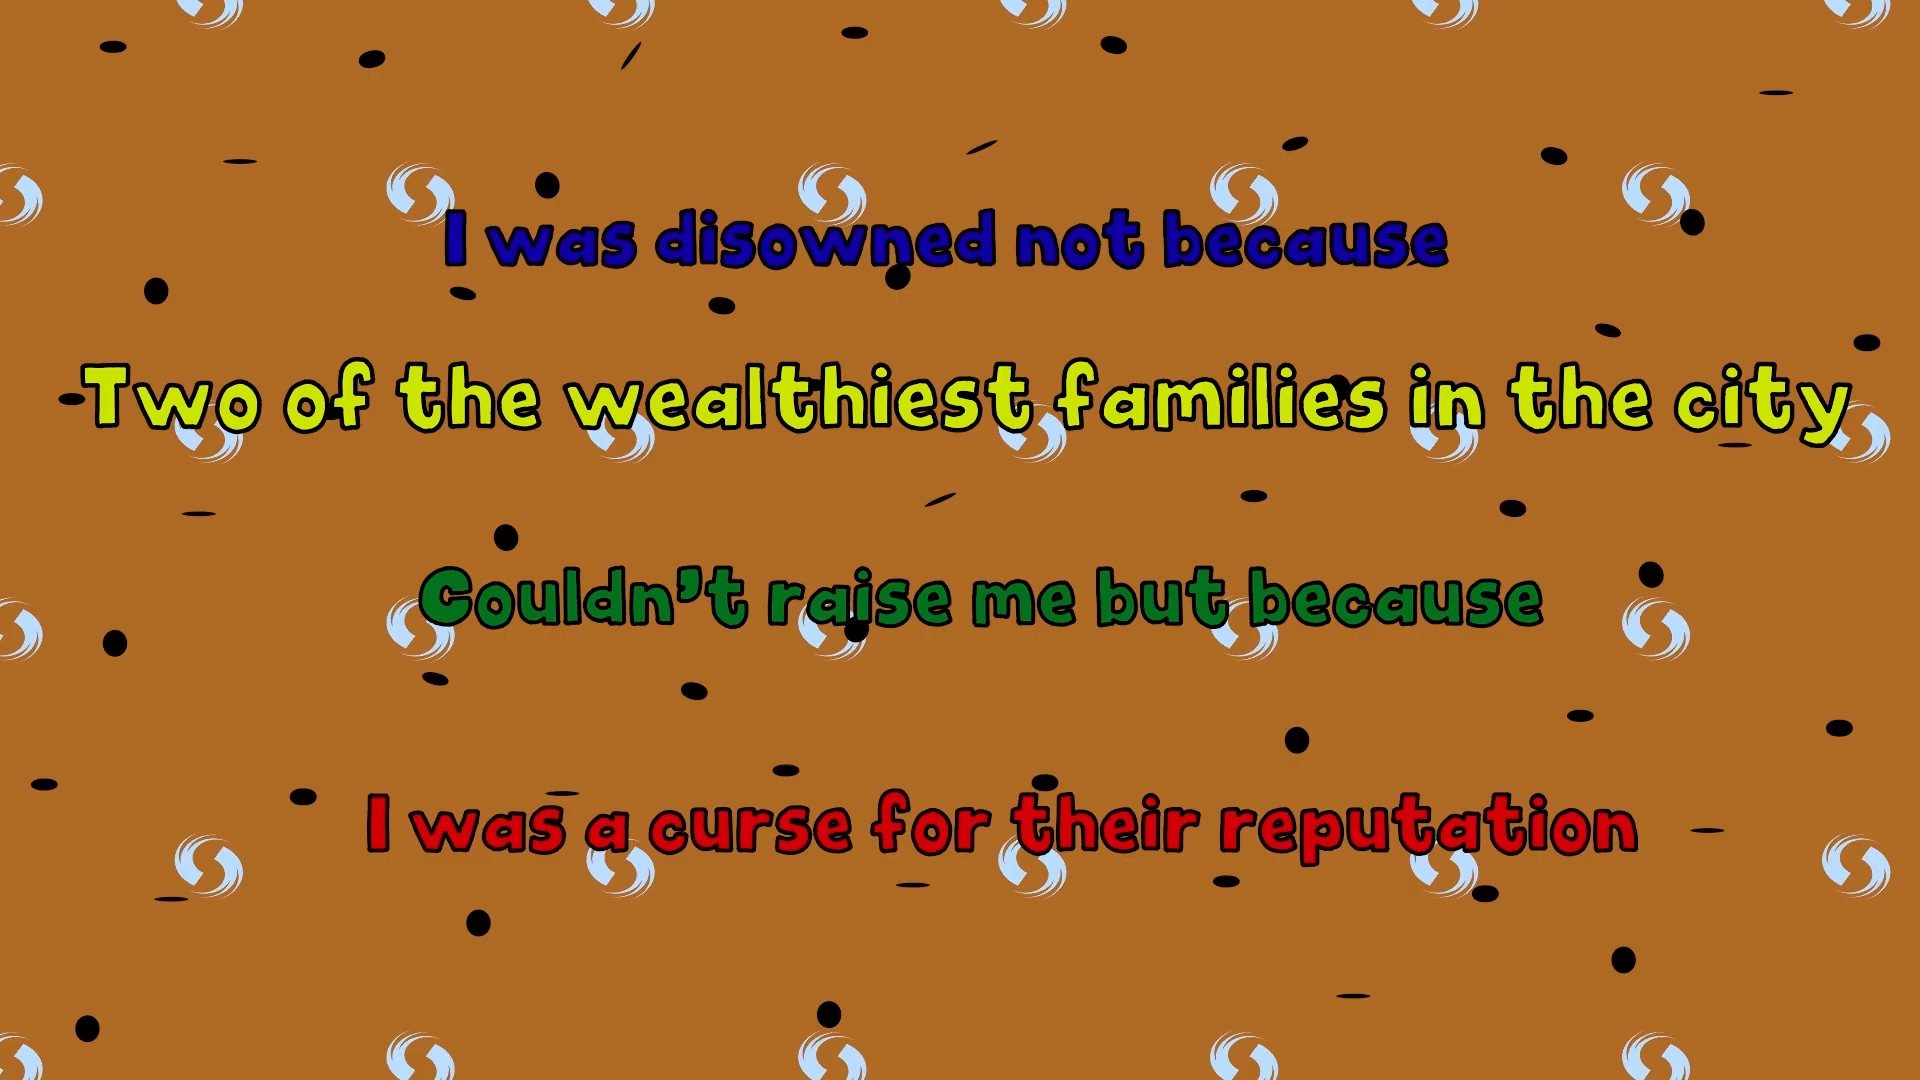 I was disowned not because
Two of the wealthiest families in the city
Couldn't raise me but because
I was a curse for their reputation